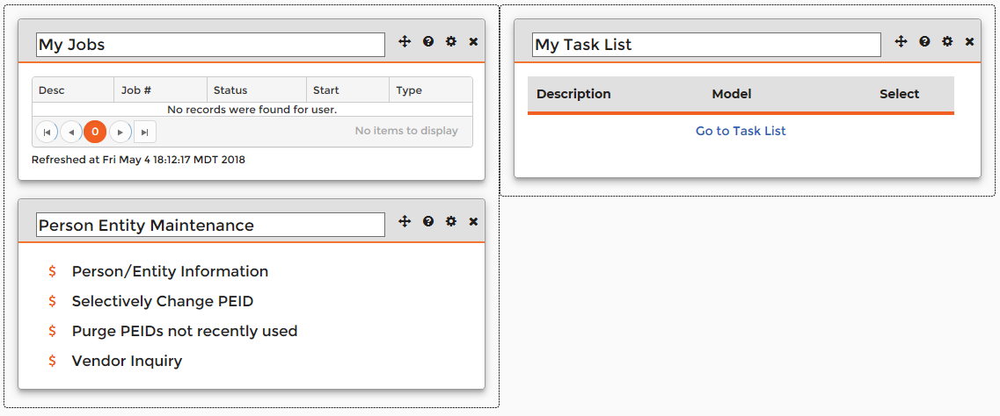 My Jobs
Desc Job # Status Start Type
No records were found for user.
0 No items to display
Refreshed at Fri May 4 18:12:17 MDT 2018
Person Entity Maintenance
$ Person/Entity Information
$ Selectively Change PEID
$ Purge PEIDs not recently used
$ Vendor Inquiry
My Task List
Description Model Select
Go to Task List